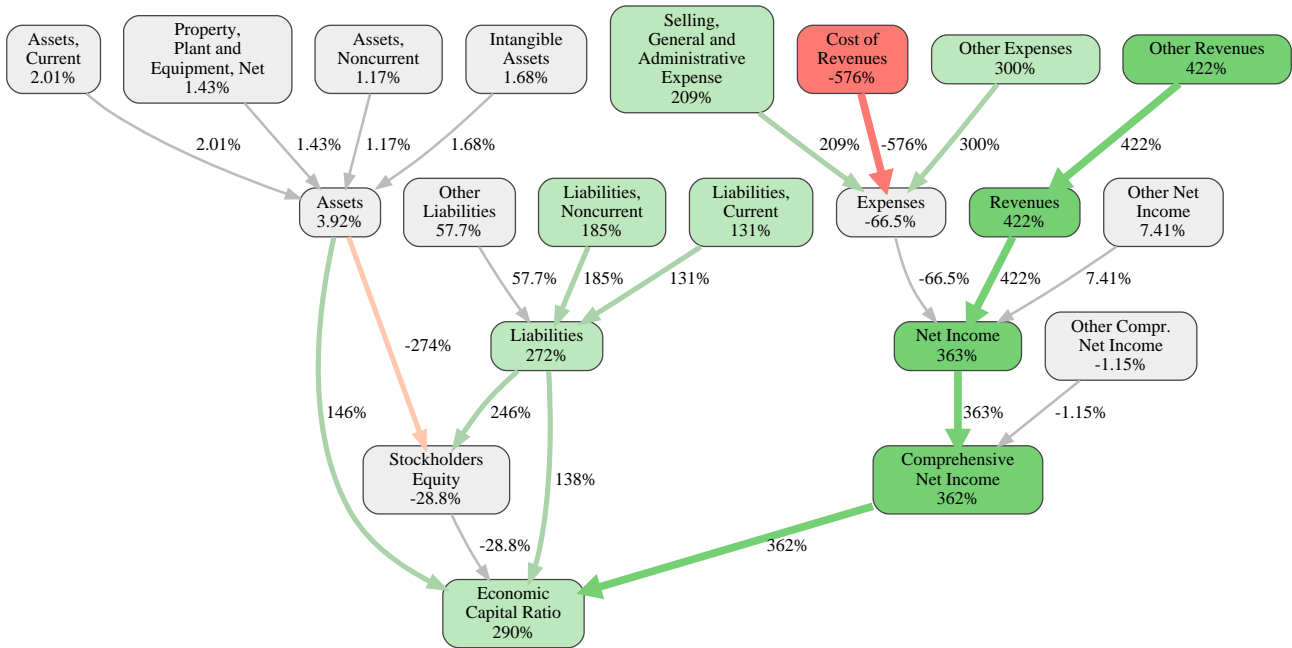 Assets,
Current
2.01%
Property,
Plant and
Equipment, Net
1.43%
Assets,
Noncurrent
1.17%
Intangible
Assets
1.68%
Selling,
General and
Administrative
Expense
209%
Cost of
Revenues
-576%
Other Expenses
300%
Other Revenues
422%
2.01%
1.43%
1.17%
1.68%
209%
-576%
300%
422%
Assets
3.92%
Other
Liabilities
57.7%
Liabilities,
Noncurrent
185%
Liabilities,
Current
131%
Expenses
-66.5%
Revenues
422%
Other Net
Income
7.41%
57.7%
185%
131%
-66.5%
422%
7.41%
-274%
Liabilities
272%
Net Income
363%
Other Compr.
Net Income
-1.15%
146%
246%
363%
-1.15%
Stockholders
Equity
-28.8%
138%
Comprehensive
Net Income
362%
-28.8%
362%
Economic
Capital Ratio
290%